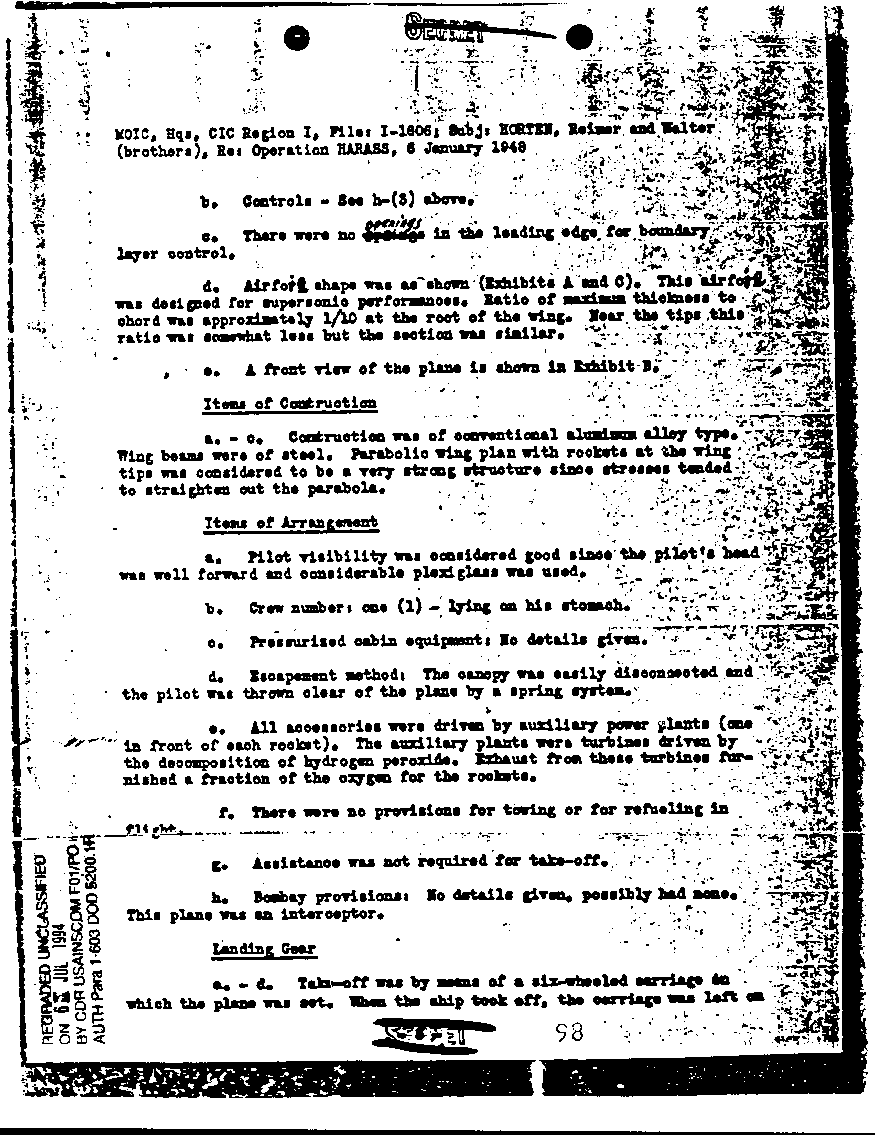 SECRET
MOIC, Hqs, CIC Region I, File: I-1606; Subj: HORTEN, Reimer and Walter
(brothers), Re: Operation HARASS, 6 January 1948
b. Controls - See h-(3) above.
openings
c. There were no in the leading edge for boundary
layer control.
d. Airfoil shape was as shown (Exhibits A and C). This airfoil
was designed for supersonic performances. Ratio of maximum thickness to
chord was approximately 1/10 at the root of the wing. Near the tips this
ratio was somewhat less but the section was similar.
e. A front view of the plane is shown in Exhibit B.
Items of Contruction
a. - c. Contruction was of conventional aluminum alloy type.
Wing beams were of steel. Parabolic wing plan with rockets at the wing
tips was considered to be a very strong structure since stresses tended
to straighten out the parabola.
Items of Arrangement
a. Pilot visibility was considered good since the pilot's head
was well forward and considerable plexiglass was used.
b. Crew number: one (1) - lying on his stomach.
c. Pressurized cabin equipment: No details given.
d. Escapement method: The canopy was easily disconnected and
the pilot was thrown clear of the plane by a spring system.
e. All accessories were driven by auxiliary power plants (one
in front of each rocket). The auxiliary plants were turbines driven by
the decomposition of hydrogen peroxide. Exhaust from these turbines fur-
nished a fraction of the oxygen for the rockets.
f. There were no provisions for towing or for refueling in
flight.
g. Assistance was not required for take-off.
h. Bombay provisions: No details given, possibly had none.
This plane was an interceptor.
Landing Gear
a. - d. Take-off was by means of a six-wheeled carriage on
which the plane was set. When the ship took off, the carriage was left on
SECRET
98
REGRADED UNCLASSIFIED
ON 6 JUL 1994
BY CDR USAINSCOM F01/PO
AUTH Para 1-603 DOD 5200.1R